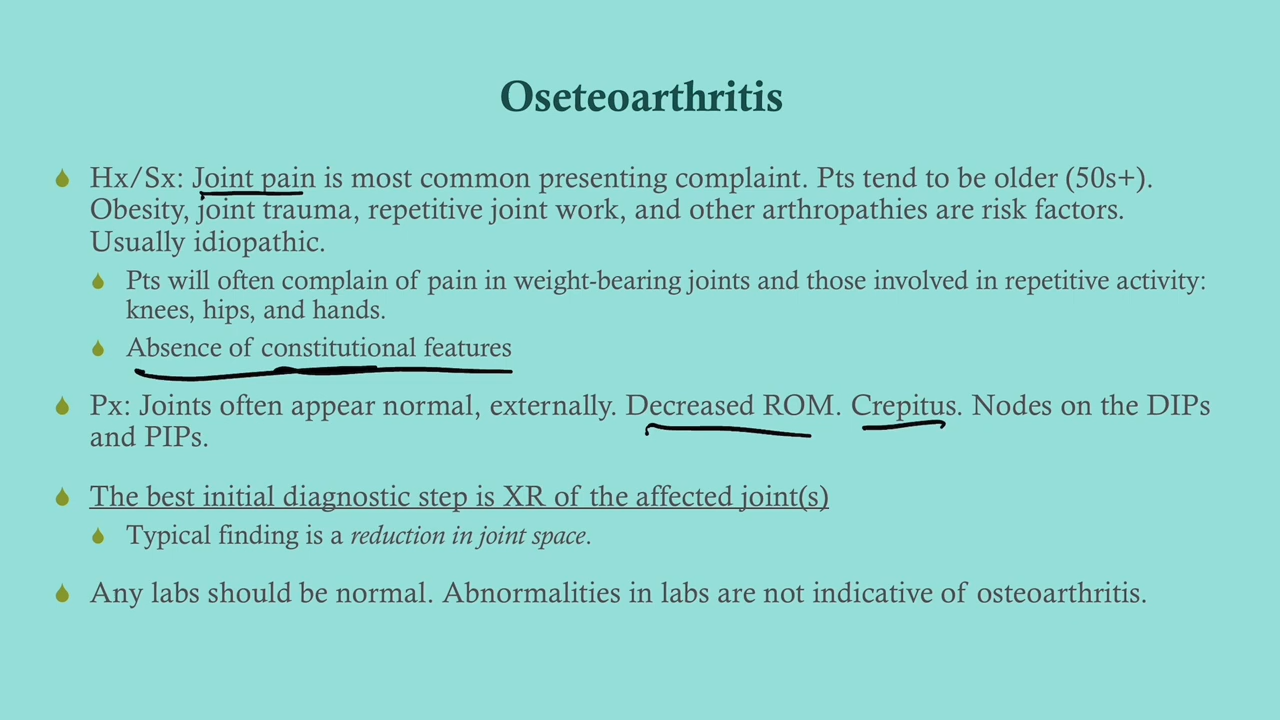 Oseteoarthritis
Hx/Sx: Joint pain is most common presenting complaint. Pts tend to be older (50s+).
Obesity, joint trauma, repetitive joint work, and other arthropathies are risk factors.
Usually idiopathic.
Pts will often complain of pain in weight-bearing joints and those involved in repetitive activity:
knees, hips, and hands.
Absence of constitutional features
Px: Joints often appear normal, externally. Decreased ROM. Crepitus. Nodes on the DIPs
and PIPs.
The best initial diagnostic step is XR of the affected joint(s)
Typical finding is a reduction in joint space.
Any labs should be normal. Abnormalities in labs are not indicative of osteoarthritis.